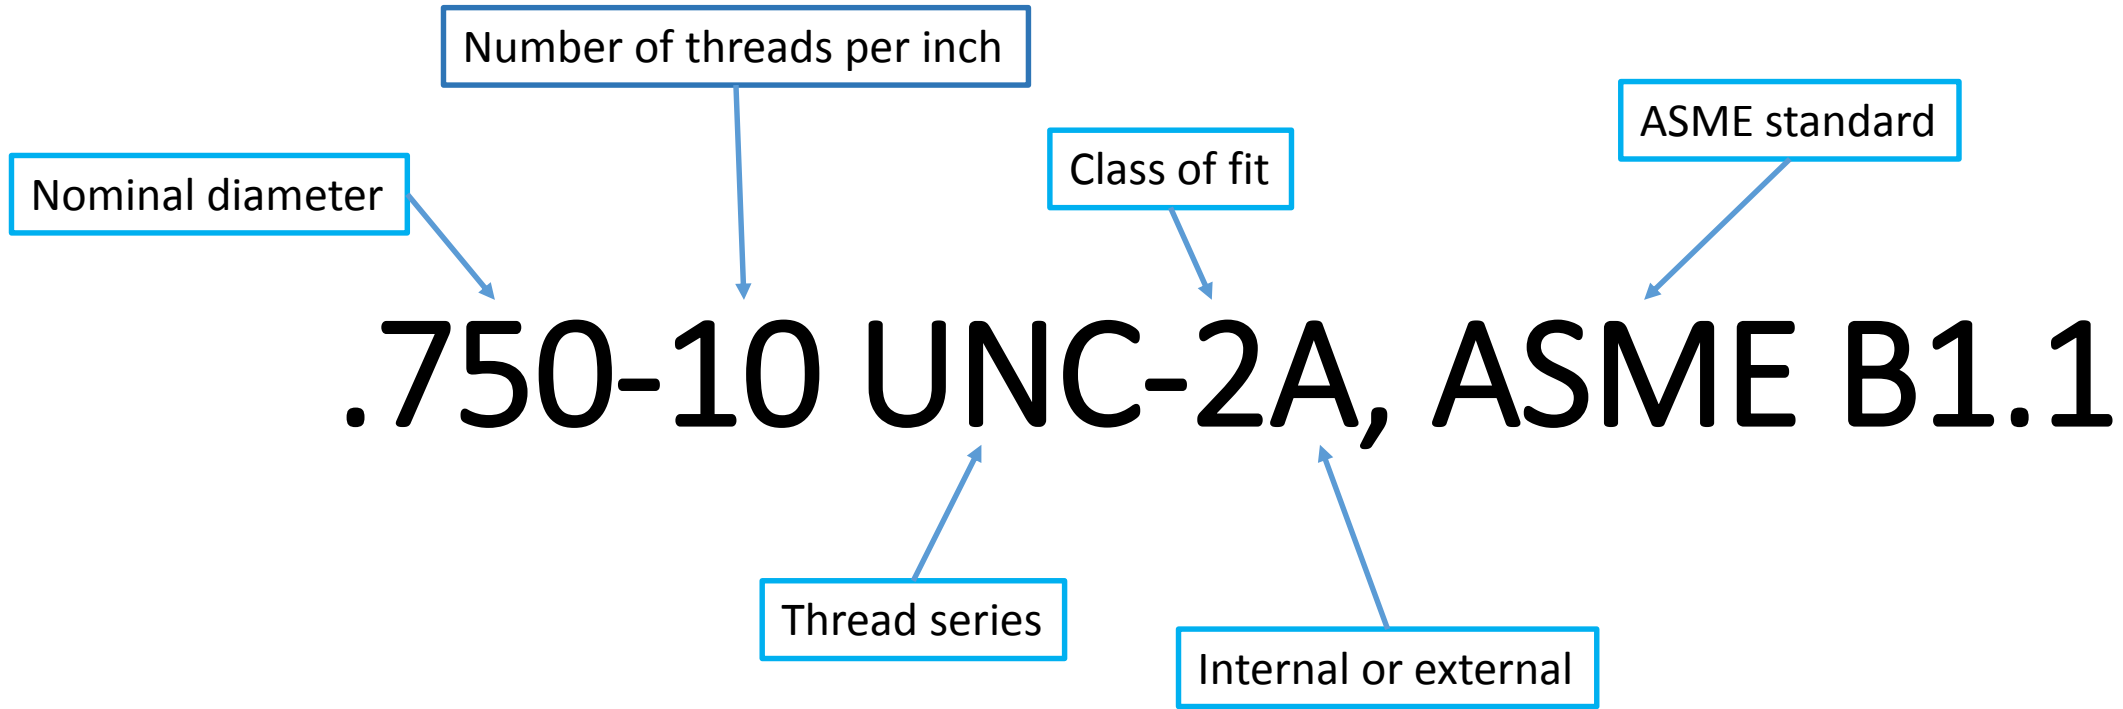 Number of threads per inch
ASME standard
Class of fit
Nominal diameter
.750-10 UNC-2A, ASME B1.1
Thread series
Internal or external